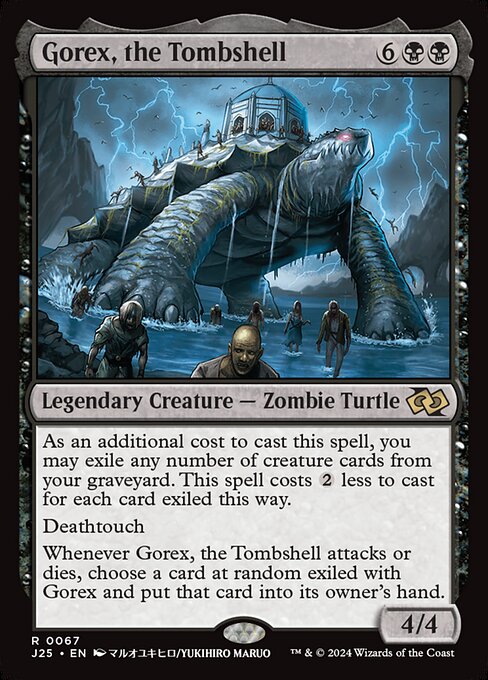 Gorex, the Tombshell 6
Legendary Creature — Zombie Turtle
As an additional cost to cast this spell, you
may exile any number of creature cards from
your graveyard. This spell costs 2 less to cast
for each card exiled this way.
Deathtouch
Whenever Gorex, the Tombshell attacks or
dies, choose a card at random exiled with
Gorex and put that card into its owner's hand.
4/4
R 0067
J25 • EN マルオユキヒロ/YUKIHIRO MARUO
™ & © 2024 Wizards of the Coast